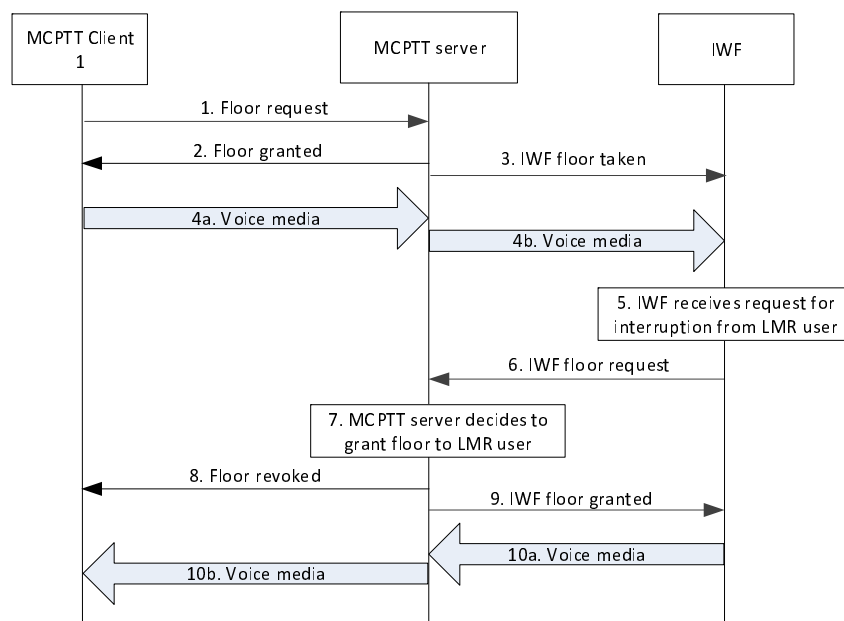 MCPTT Client
1
MCPTT server
IWF
1. Floor request
2. Floor granted
3. IWF floor taken
4a. Voice media
4b. Voice media
5. IWF receives request for
interruption from LMR user
6. IWF floor request
7. MCPTT server decides to
grant floor to LMR user
8. Floor revoked
9. IWF floor granted
10a. Voice media
10b. Voice media